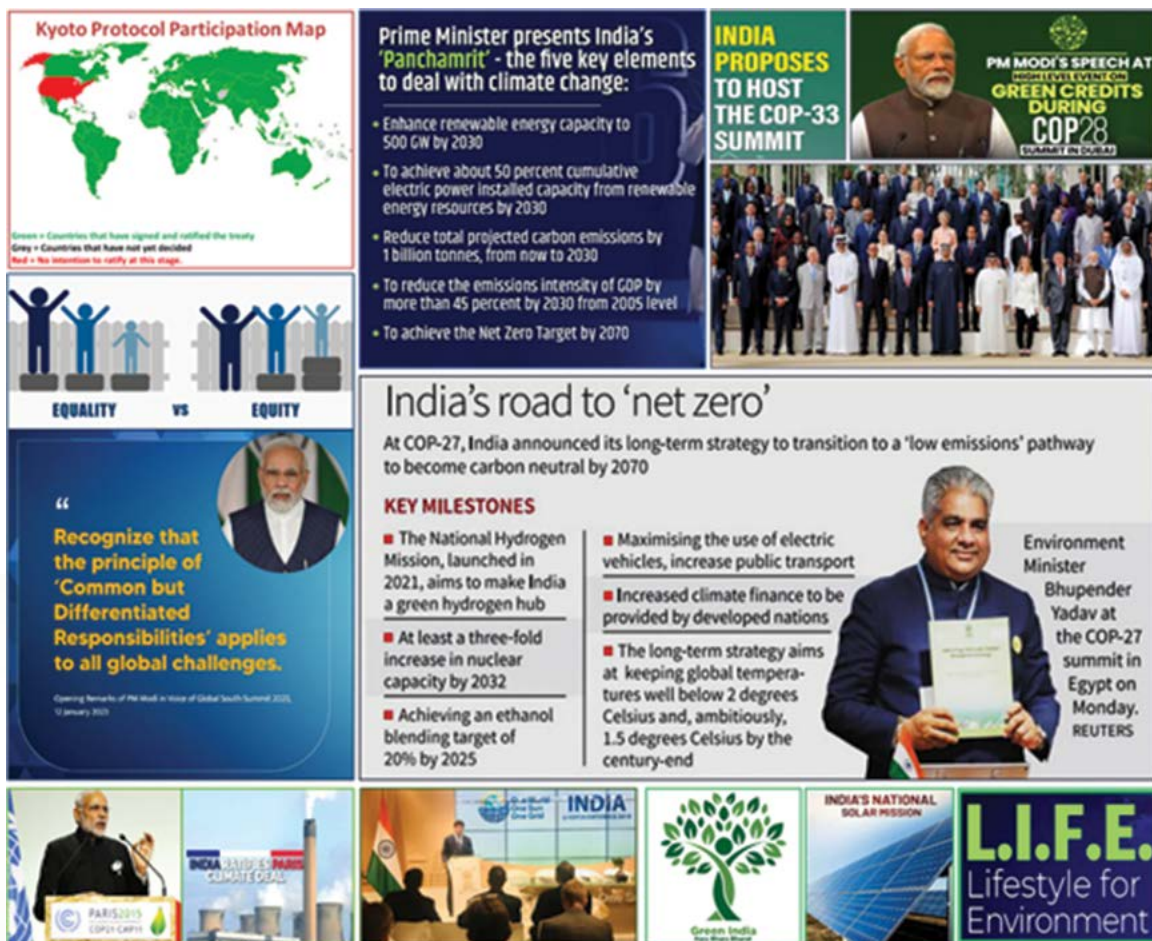 Kyoto Protocol Participation Map
Green = Countries that have signed and ratified the treaty
Grey = Countries that have not yet decided
Red = No intention to ratify at this stage.
Prime Minister presents India's
'Panchamrit' - the five key elements
to deal with climate change:
• Enhance renewable energy capacity to
500 GW by 2030
• To achieve about 50 percent cumulative
electric power installed capacity from renewable
energy resources by 2030
• Reduce total projected carbon emissions by
1 billion tonnes, from now to 2030
• To reduce the emissions intensity of GDP by
more than 45 percent by 2030 from 2005 level
• To achieve the Net Zero Target by 2070
INDIA
PROPOSES
TO HOST
THE COP-33
SUMMIT
PM MODI'S SPEECH AT
HIGH LEVEL EVENT ON
GREEN CREDITS
DURING
COP28
SUMMIT IN DUBAI
EQUALITY vs EQUITY
“
Recognize that
the principle of
'Common but
Differentiated
Responsibilities' applies
to all global challenges.
Opening Remarks of PM Modi in Voice of Global South Summit 2023,
12 January 2023
India's road to 'net zero'
At COP-27, India announced its long-term strategy to transition to a 'low emissions' pathway
to become carbon neutral by 2070
KEY MILESTONES
■ The National Hydrogen
Mission, launched in
2021, aims to make India
a green hydrogen hub
■ At least a three-fold
increase in nuclear
capacity by 2032
■ Achieving an ethanol
blending target of
20% by 2025
■ Maximising the use of electric
vehicles, increase public transport
■ Increased climate finance to be
provided by developed nations
■ The long-term strategy aims
at keeping global tempera-
tures well below 2 degrees
Celsius and, ambitiously,
1.5 degrees Celsius by the
century-end
Environment
Minister
Bhupender
Yadav at
the COP-27
summit in
Egypt on
Monday.
REUTERS
PARIS2015
COP21·CMP11
INDIA RATIFIES PARIS
CLIMATE DEAL
One Sun
One Grid
INDIA
Green India
INDIA'S NATIONAL
SOLAR MISSION
L.I.F.E.
Lifestyle for
Environment